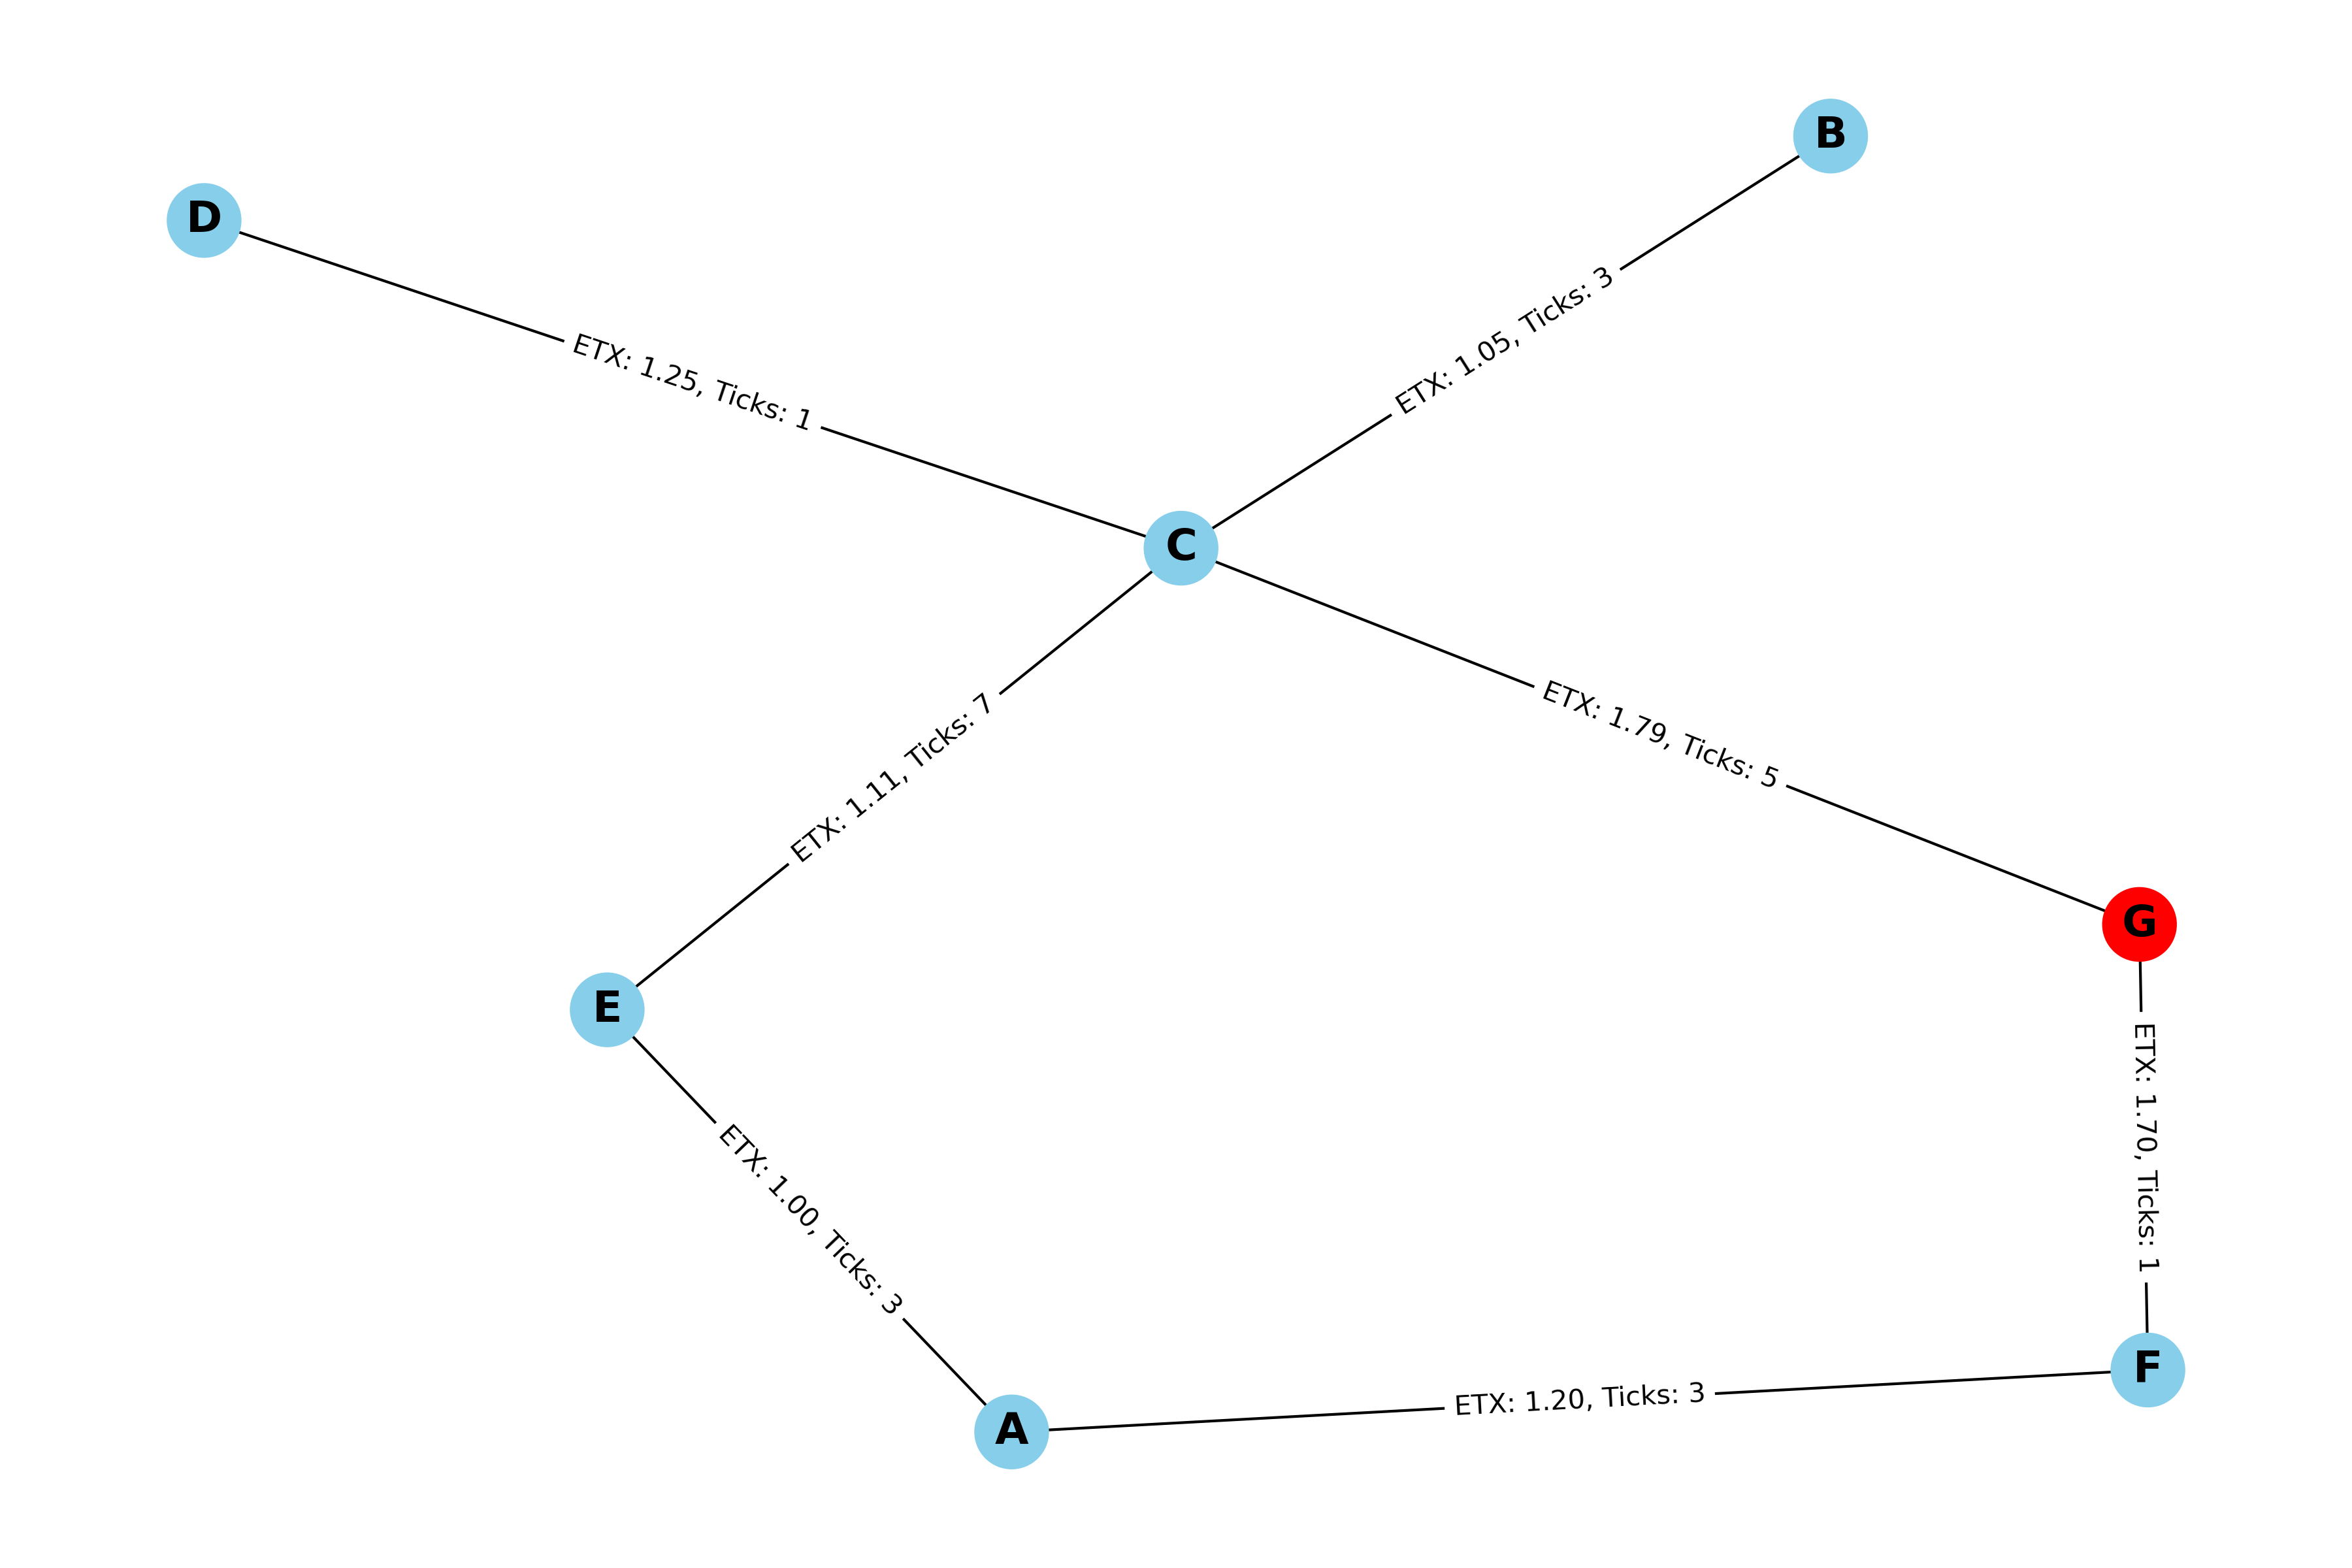 B
D
ETX: 1.05, Ticks: 3
ETX: 1.25, Ticks: 1
C
ETX: 1.79, Ticks: 5
ETX: 1.11, Ticks: 7
G
E
ETX: 1.70, Ticks: 1
ETX: 1.00, Ticks: 3
F
ETX: 1.20, Ticks: 3
A